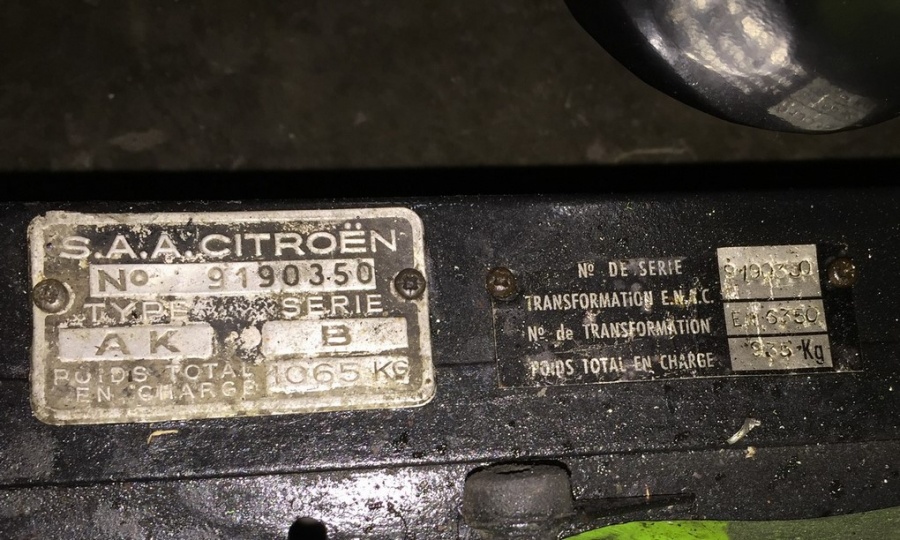 S.A.A. CITROËN
No 9190350
TYPE SERIE
AK B
POIDS TOTAL 1065 KG
EN CHARGE
No DE SERIE 9190350
TRANSFORMATION E.N.T.C.
No de TRANSFORMATION
POIDS TOTAL EN CHARGE Kg